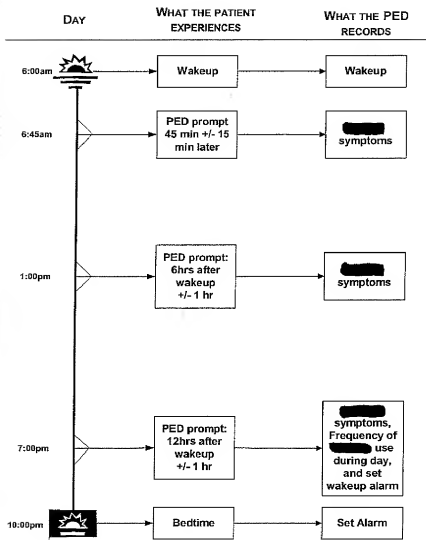 DAY
WHAT THE PATIENT
EXPERIENCES
WHAT THE PED
RECORDS
6:00am
Wakeup
Wakeup
6:45am
PED prompt
45 min +/- 15
min later
symptoms
1:00pm
PED prompt:
6hrs after
wakeup
+/- 1 hr
symptoms
7:00pm
PED prompt:
12hrs after
wakeup
+/- 1 hr
symptoms,
Frequency of
use
during day,
and set
wakeup alarm
10:00pm
Bedtime
Set Alarm